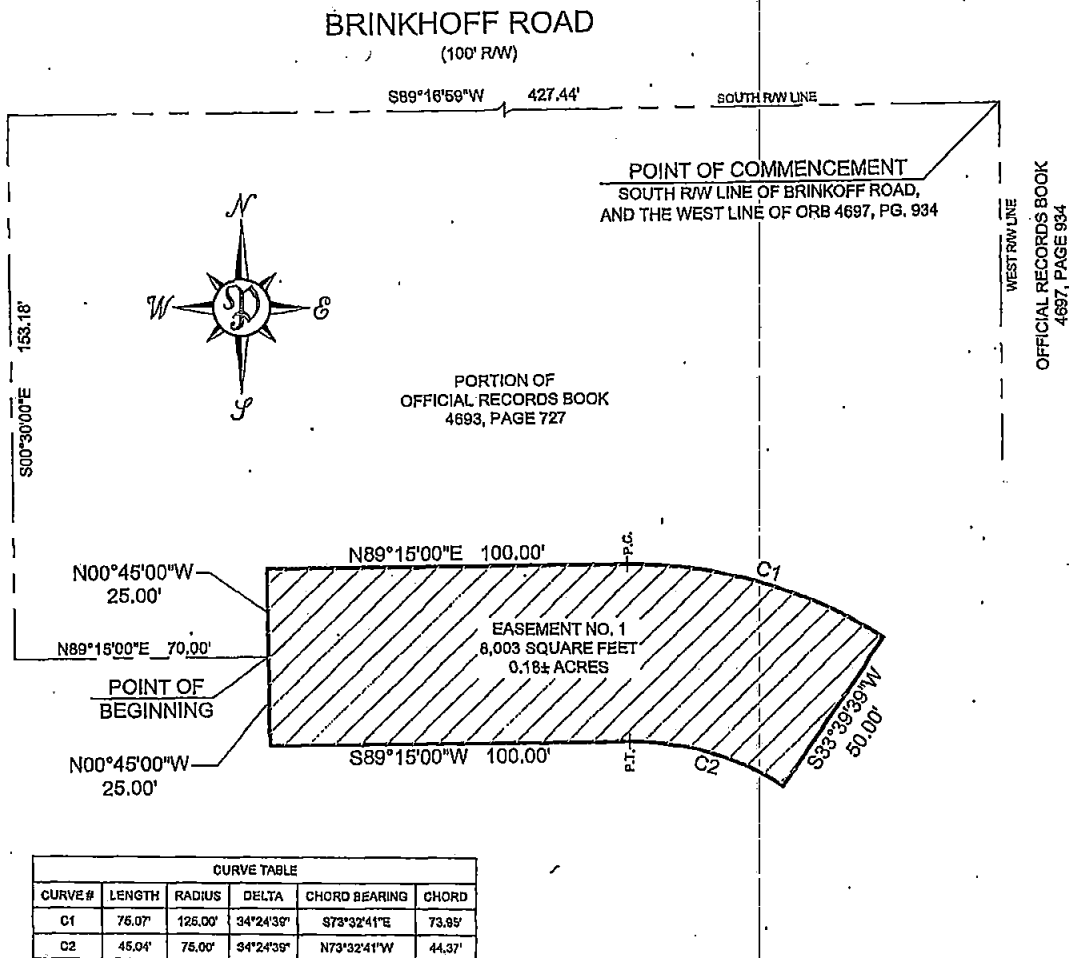 BRINKHOFF ROAD
(100' R/W)
S89°16'59"W 427.44'
SOUTH R/W LINE
POINT OF COMMENCEMENT
SOUTH R/W LINE OF BRINKOFF ROAD,
AND THE WEST LINE OF ORB 4697, PG. 934
WEST R/W LINE
OFFICIAL RECORDS BOOK
4697, PAGE 934
N
W
E
S
S00°30'00"E 153.18'
PORTION OF
OFFICIAL RECORDS BOOK
4693, PAGE 727
N00°45'00"W
25.00'
N89°15'00"E 100.00'
P.C.
C1
N89°15'00"E 70.00'
EASEMENT NO. 1
8,003 SQUARE FEET
0.18± ACRES
POINT OF
BEGINNING
S33°39'39"W
50.00'
N00°45'00"W
25.00'
S89°15'00"W 100.00'
P.T.
C2
CURVE TABLE
CURVE# LENGTH RADIUS DELTA CHORD BEARING CHORD
C1 75.07' 125.00' 34°24'39" S73°32'41"E 73.95'
C2 45.04' 75.00' 34°24'39" N73°32'41"W 44.37'